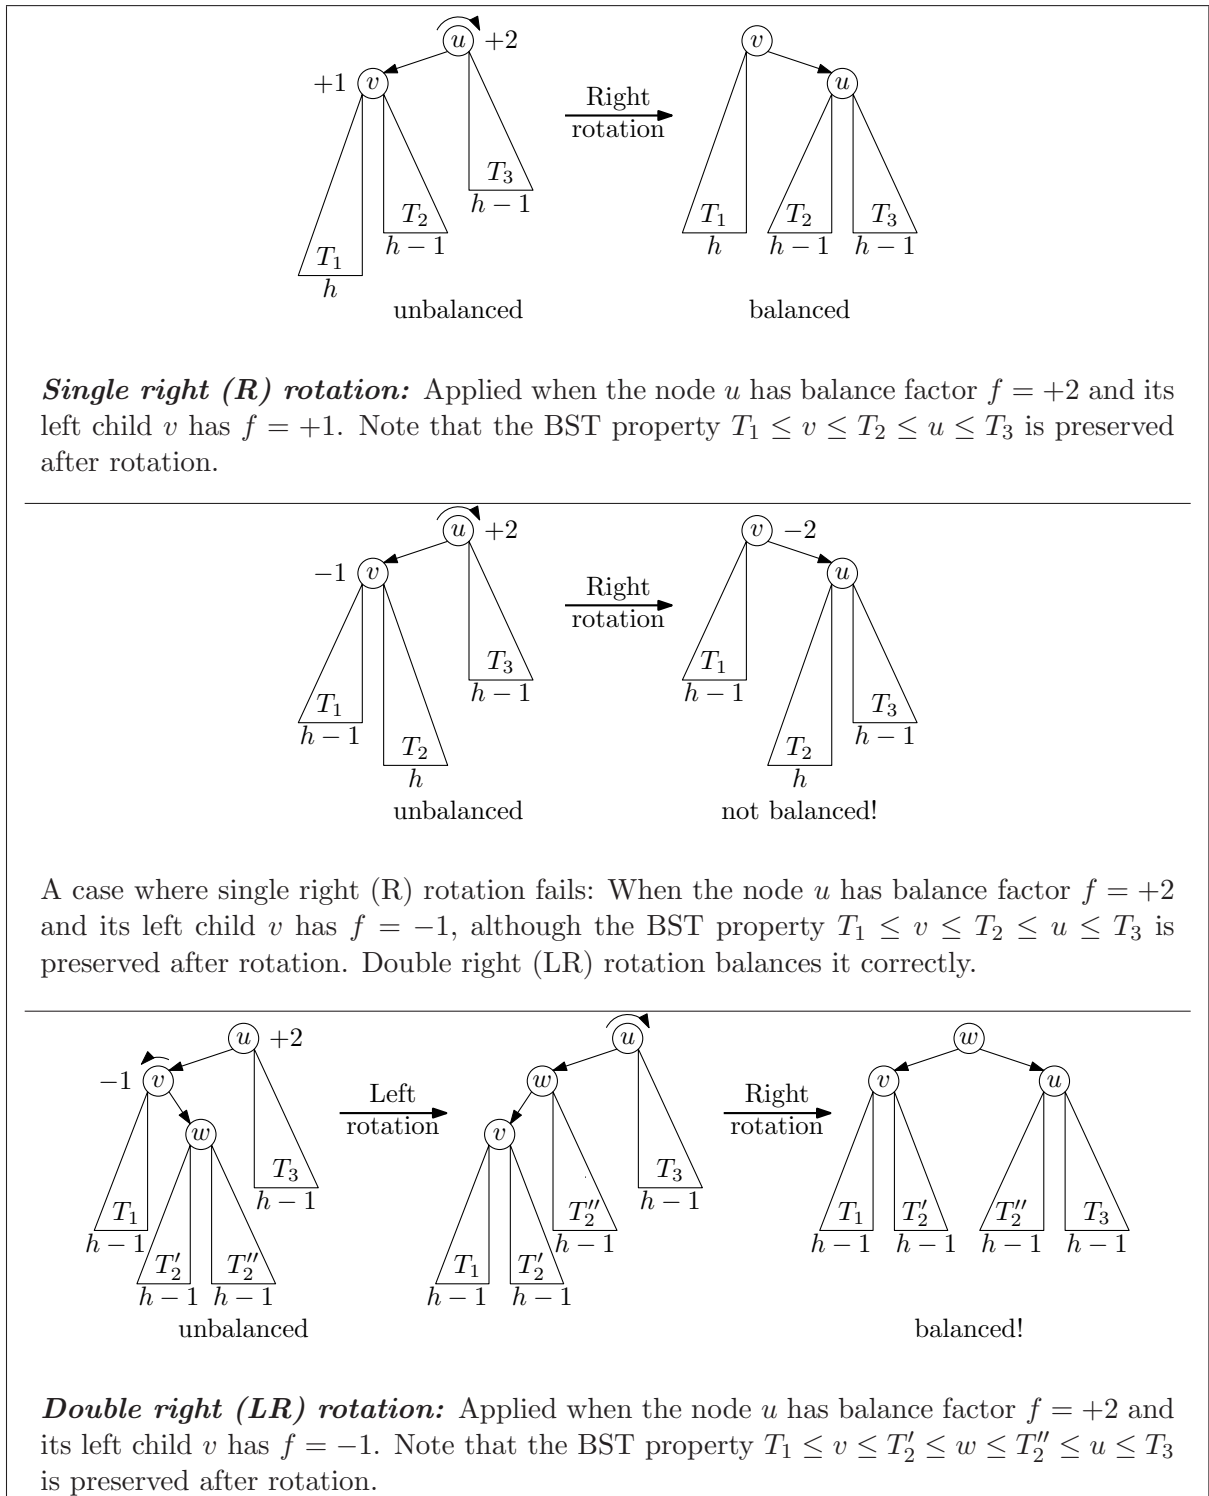 u +2
+1 v
T₁ h
T₂ h − 1
T₃ h − 1
unbalanced
Right
rotation
v
u
T₁ h
T₂ h − 1
T₃ h − 1
balanced
Single right (R) rotation: Applied when the node u has balance factor f = +2 and its
left child v has f = +1. Note that the BST property T₁ ≤ v ≤ T₂ ≤ u ≤ T₃ is preserved
after rotation.
u +2
−1 v
T₁ h − 1
T₂ h
T₃ h − 1
unbalanced
Right
rotation
v −2
u
T₁ h − 1
T₂ h
T₃ h − 1
not balanced!
A case where single right (R) rotation fails: When the node u has balance factor f = +2
and its left child v has f = −1, although the BST property T₁ ≤ v ≤ T₂ ≤ u ≤ T₃ is
preserved after rotation. Double right (LR) rotation balances it correctly.
u +2
−1 v
w
T₁ h − 1
T₂′ h − 1
T₂″ h − 1
T₃ h − 1
unbalanced
Left
rotation
u
w
v
T₁ h − 1
T₂′ h − 1
T₂″ h − 1
T₃ h − 1
Right
rotation
w
v
u
T₁ h − 1
T₂′ h − 1
T₂″ h − 1
T₃ h − 1
balanced!
Double right (LR) rotation: Applied when the node u has balance factor f = +2 and
its left child v has f = −1. Note that the BST property T₁ ≤ v ≤ T₂′ ≤ w ≤ T₂″ ≤ u ≤ T₃
is preserved after rotation.